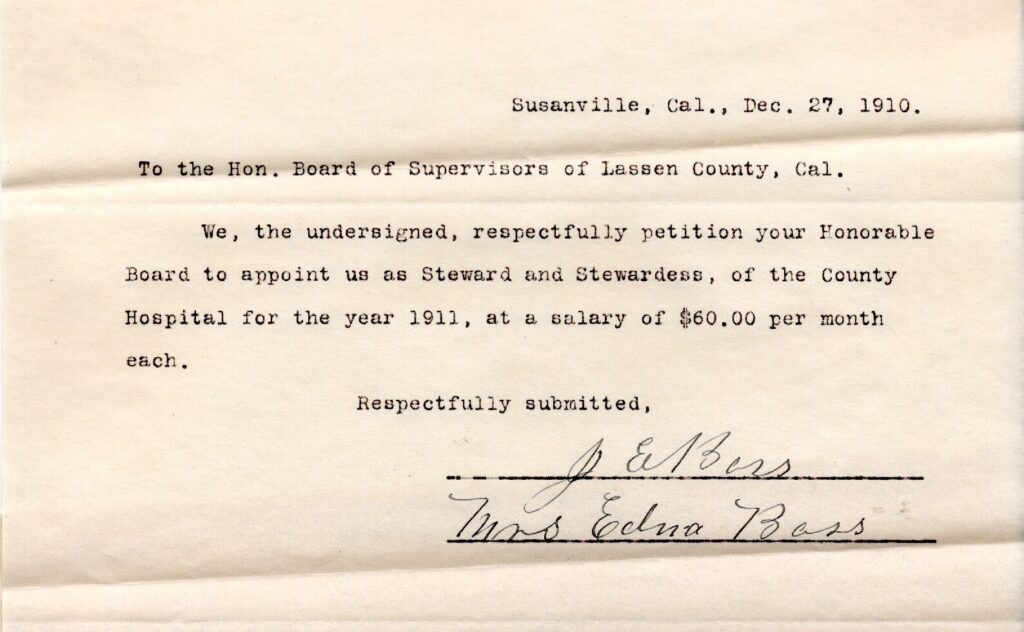 Susanville, Cal., Dec. 27, 1910.
To the Hon. Board of Supervisors of Lassen County, Cal.
We, the undersigned, respectfully petition your Honorable
Board to appoint us as Steward and Stewardess, of the County
Hospital for the year 1911, at a salary of $60.00 per month
each.
Respectfully submitted,
J E Bass
Mrs Edna Bass